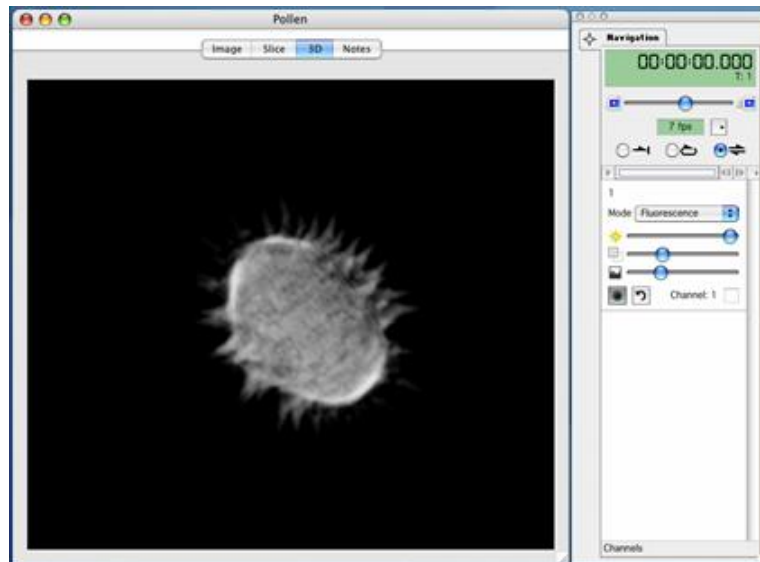 Pollen
Image Slice 3D Notes
Navigation
00:00:00.000
T: 1
7 fps
1
Mode Fluorescence
Channel: 1
Channels